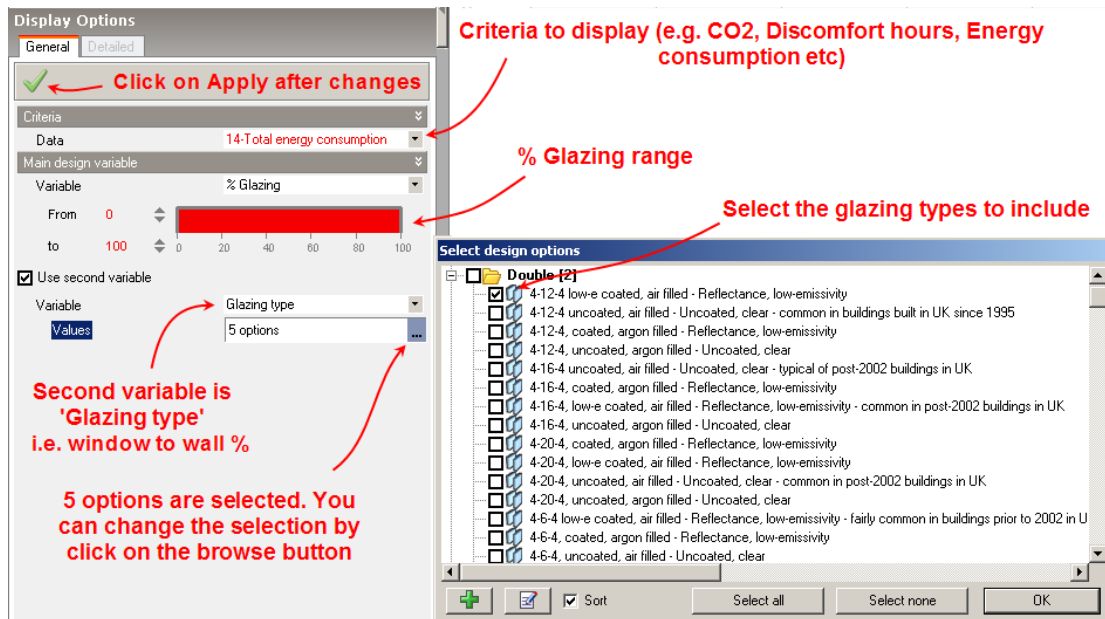 Display Options
General Detailed
Click on Apply after changes
Criteria
Data 14-Total energy consumption
Main design variable
Variable % Glazing
From 0
to 100
0 20 40 60 80 100
Use second variable
Variable Glazing type
Values 5 options ...
Second variable is
'Glazing type'
i.e. window to wall %
5 options are selected. You
can change the selection by
click on the browse button
Criteria to display (e.g. CO2, Discomfort hours, Energy
consumption etc)
% Glazing range
Select the glazing types to include
Select design options
Double [2]
4-12-4 low-e coated, air filled - Reflectance, low-emissivity
4-12-4 uncoated, air filled - Uncoated, clear - common in buildings built in UK since 1995
4-12-4, coated, argon filled - Reflectance, low-emissivity
4-12-4, uncoated, argon filled - Uncoated, clear
4-16-4 uncoated, air filled - Uncoated, clear - typical of post-2002 buildings in UK
4-16-4, coated, argon filled - Reflectance, low-emissivity
4-16-4, low-e coated, air filled - Reflectance, low-emissivity - common in post-2002 buildings in UK
4-16-4, uncoated, argon filled - Uncoated, clear
4-20-4, coated, argon filled - Reflectance, low-emissivity
4-20-4, low-e coated, air filled - Reflectance, low-emissivity
4-20-4, uncoated, air filled - Uncoated, clear - common in post-2002 buildings in UK
4-20-4, uncoated, argon filled - Uncoated, clear
4-6-4 low-e coated, air filled - Reflectance, low-emissivity - fairly common in buildings prior to 2002 in U
4-6-4, coated, argon filled - Reflectance, low-emissivity
4-6-4, uncoated, air filled - Uncoated, clear
Sort Select all Select none OK